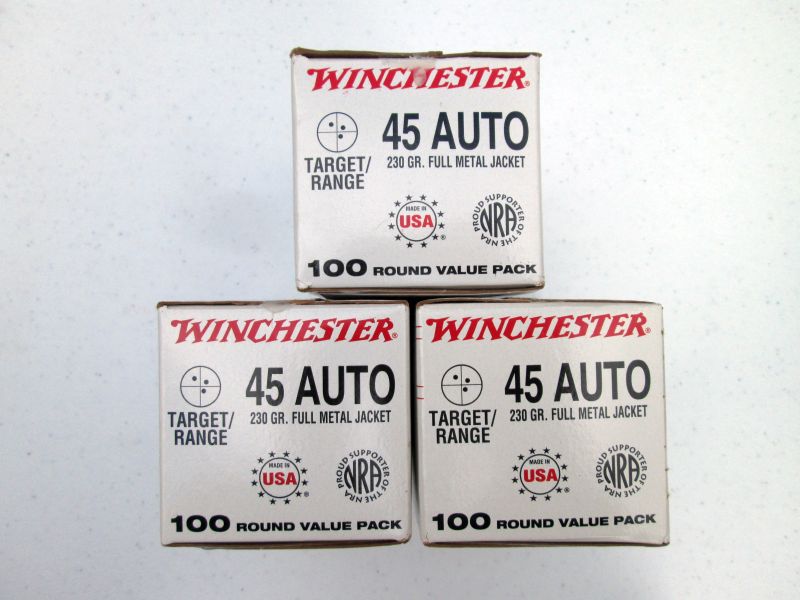 WINCHESTER®
45 AUTO
230 GR. FULL METAL JACKET
TARGET/
RANGE
MADE IN
USA
®
PROUD SUPPORTER OF THE NRA
NRA
100 ROUND VALUE PACK
WINCHESTER®
45 AUTO
230 GR. FULL METAL JACKET
TARGET/
RANGE
MADE IN
USA
®
PROUD SUPPORTER OF THE NRA
NRA
100 ROUND VALUE PACK
WINCHESTER®
45 AUTO
230 GR. FULL METAL JACKET
TARGET/
RANGE
MADE IN
USA
®
PROUD SUPPORTER OF THE NRA
NRA
100 ROUND VALUE PACK